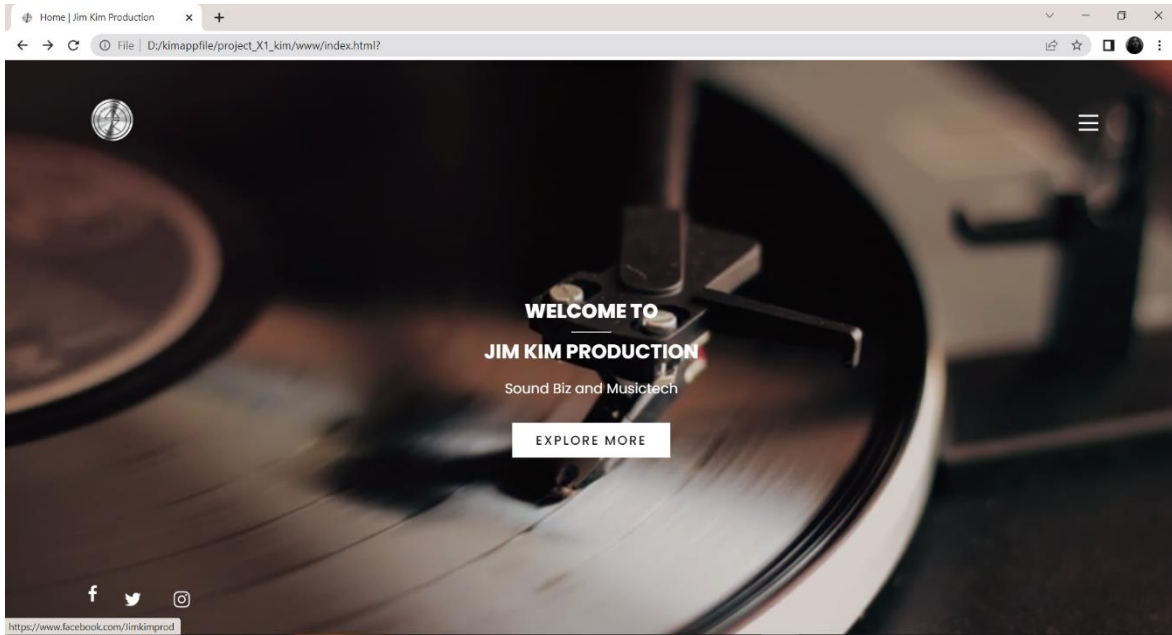 Home | Jim Kim Production
File | D:/kimappfile/project_X1_kim/www/index.html?
WELCOME TO
JIM KIM PRODUCTION
Sound Biz and Musictech
EXPLORE MORE
https://www.facebook.com/Jimkimprod